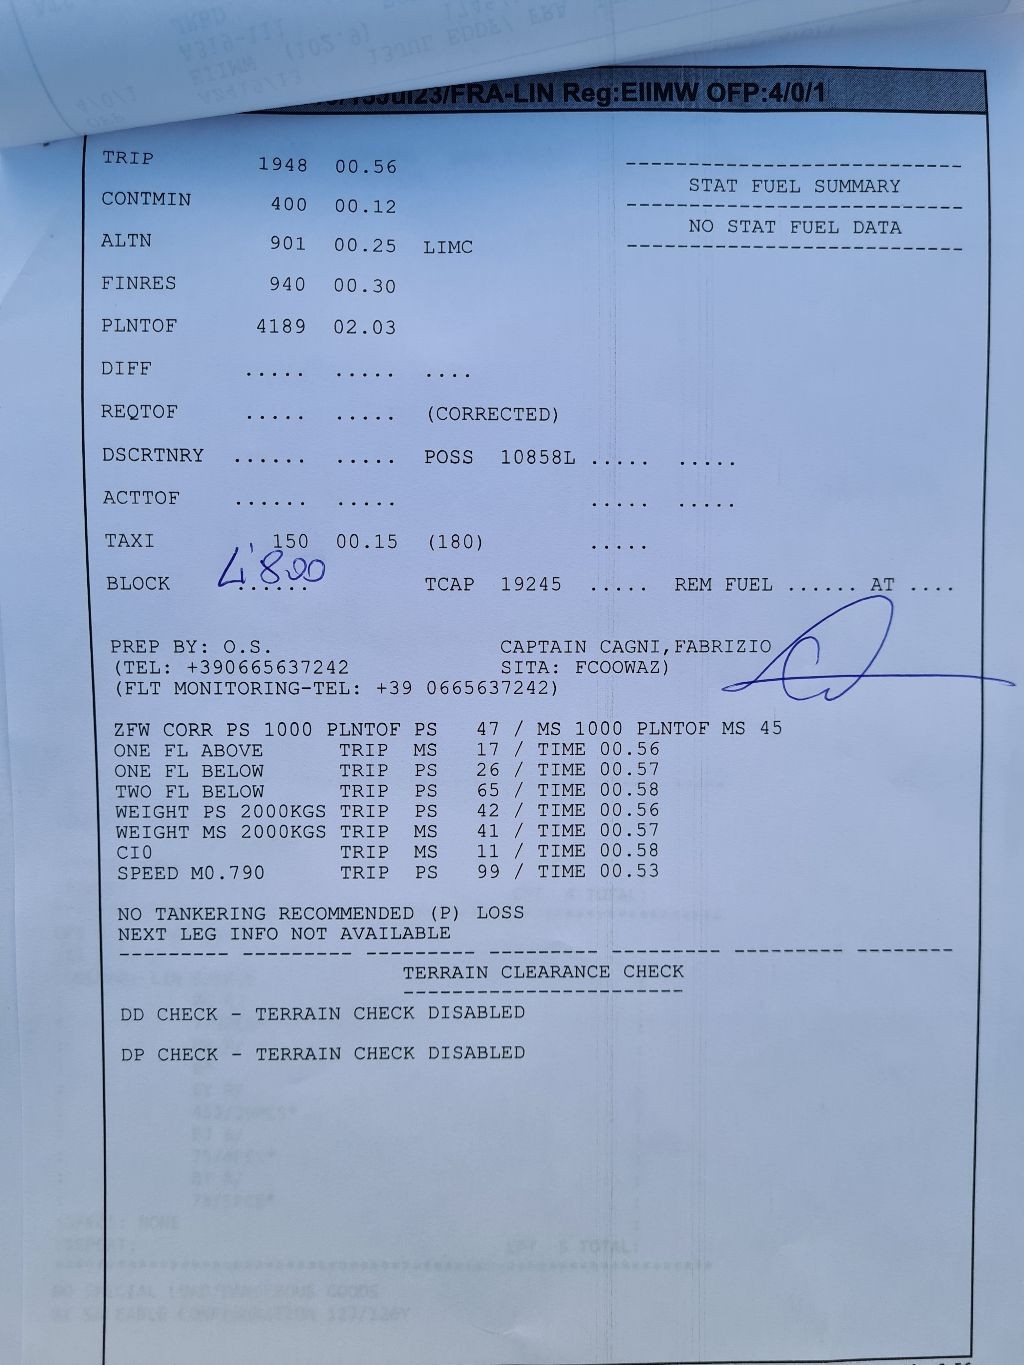 /13Jul23/FRA-LIN Reg:EIIMW OFP:4/0/1
TRIP 1948 00.56
CONTMIN 400 00.12
ALTN 901 00.25 LIMC
FINRES 940 00.30
PLNTOF 4189 02.03
DIFF ..... ..... ....
REQTOF ..... ..... (CORRECTED)
DSCRTNRY ...... ..... POSS 10858L ..... .....
ACTTOF ...... ..... ..... .....
TAXI 150 00.15 (180) .....
BLOCK 4'800 ...... TCAP 19245 ..... REM FUEL ...... AT ....
STAT FUEL SUMMARY
NO STAT FUEL DATA
PREP BY: O.S. CAPTAIN CAGNI,FABRIZIO
(TEL: +390665637242 SITA: FCOOWAZ)
(FLT MONITORING-TEL: +39 0665637242)
ZFW CORR PS 1000 PLNTOF PS 47 / MS 1000 PLNTOF MS 45
ONE FL ABOVE TRIP MS 17 / TIME 00.56
ONE FL BELOW TRIP PS 26 / TIME 00.57
TWO FL BELOW TRIP PS 65 / TIME 00.58
WEIGHT PS 2000KGS TRIP PS 42 / TIME 00.56
WEIGHT MS 2000KGS TRIP MS 41 / TIME 00.57
CI0 TRIP MS 11 / TIME 00.58
SPEED M0.790 TRIP PS 99 / TIME 00.53
NO TANKERING RECOMMENDED (P) LOSS
NEXT LEG INFO NOT AVAILABLE
TERRAIN CLEARANCE CHECK
DD CHECK - TERRAIN CHECK DISABLED
DP CHECK - TERRAIN CHECK DISABLED